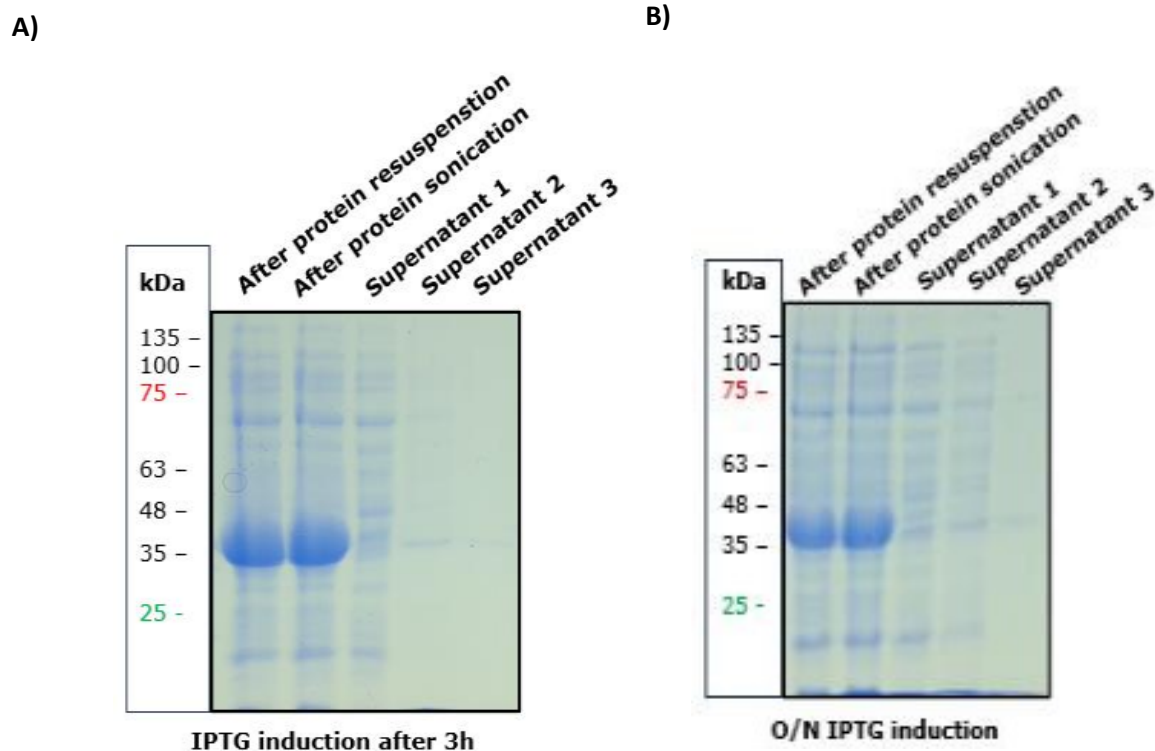 A)
After protein resuspenstion
After protein sonication
Supernatant 1
Supernatant 2
Supernatant 3
kDa
135 –
100 –
75 –
63 –
48 –
35 –
25 -
IPTG induction after 3h
B)
After protein resuspenstion
After protein sonication
Supernatant 1
Supernatant 2
Supernatant 3
kDa
135 –
100 –
75 –
63 –
48 –
35 –
25 -
O/N IPTG induction